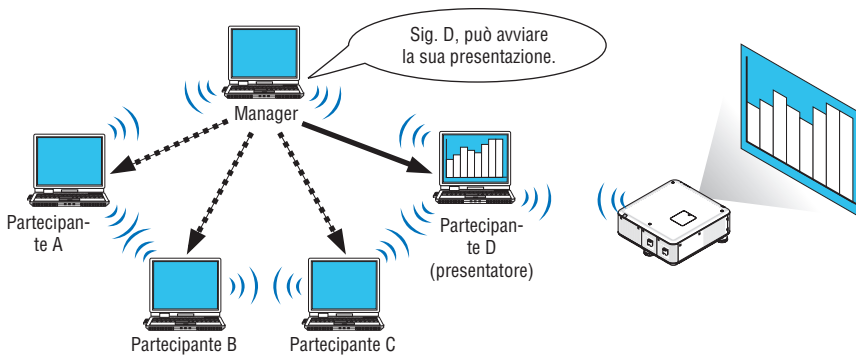 Sig. D, può avviare
la sua presentazione.
Manager
Partecipan-
te A
Partecipan-
te D
(presentatore)
Partecipante B
Partecipante C